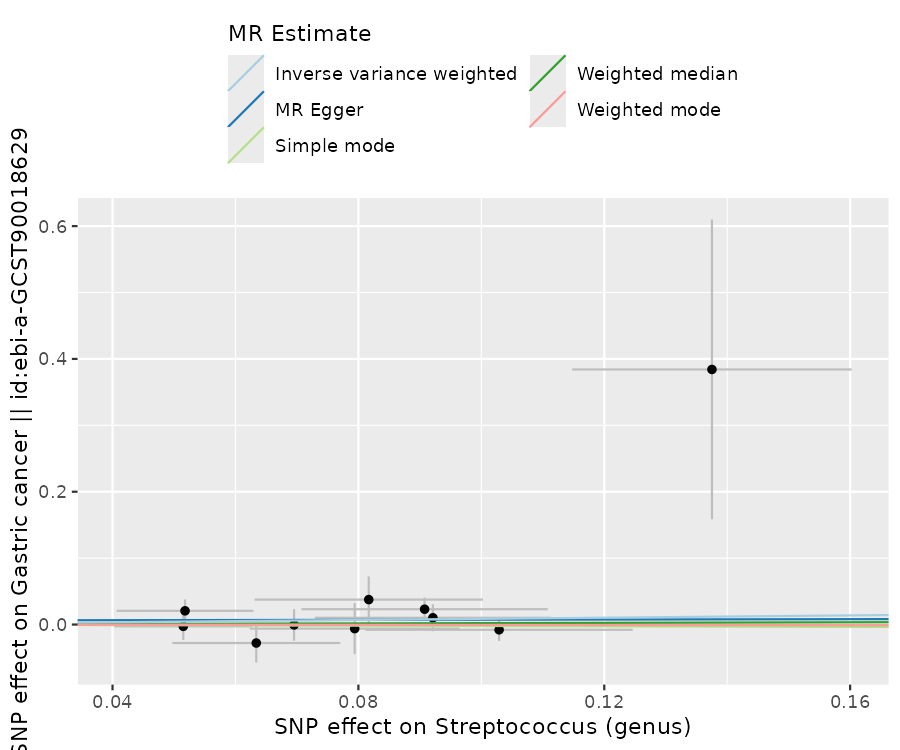 MR Estimate
Inverse variance weighted
MR Egger
Simple mode
Weighted median
Weighted mode
SNP effect on Gastric cancer || id:ebi-a-GCST90018629
0.6
0.4
0.2
0.0
0.04
0.08
0.12
0.16
SNP effect on Streptococcus (genus)